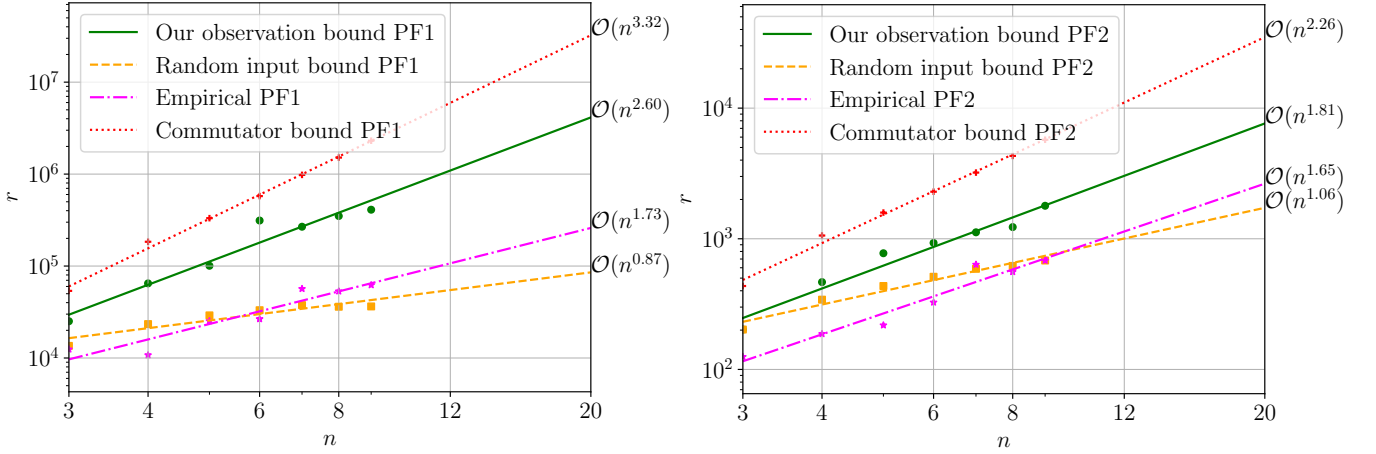 Our observation bound PF1
Random input bound PF1
Empirical PF1
Commutator bound PF1
𝒪(n^{3.32})
𝒪(n^{2.60})
𝒪(n^{1.73})
𝒪(n^{0.87})
10^7
10^6
10^5
10^4
r
3 4 6 8 12 20
n
Our observation bound PF2
Random input bound PF2
Empirical PF2
Commutator bound PF2
𝒪(n^{2.26})
𝒪(n^{1.81})
𝒪(n^{1.65})
𝒪(n^{1.06})
10^4
10^3
10^2
r
3 4 6 8 12 20
n